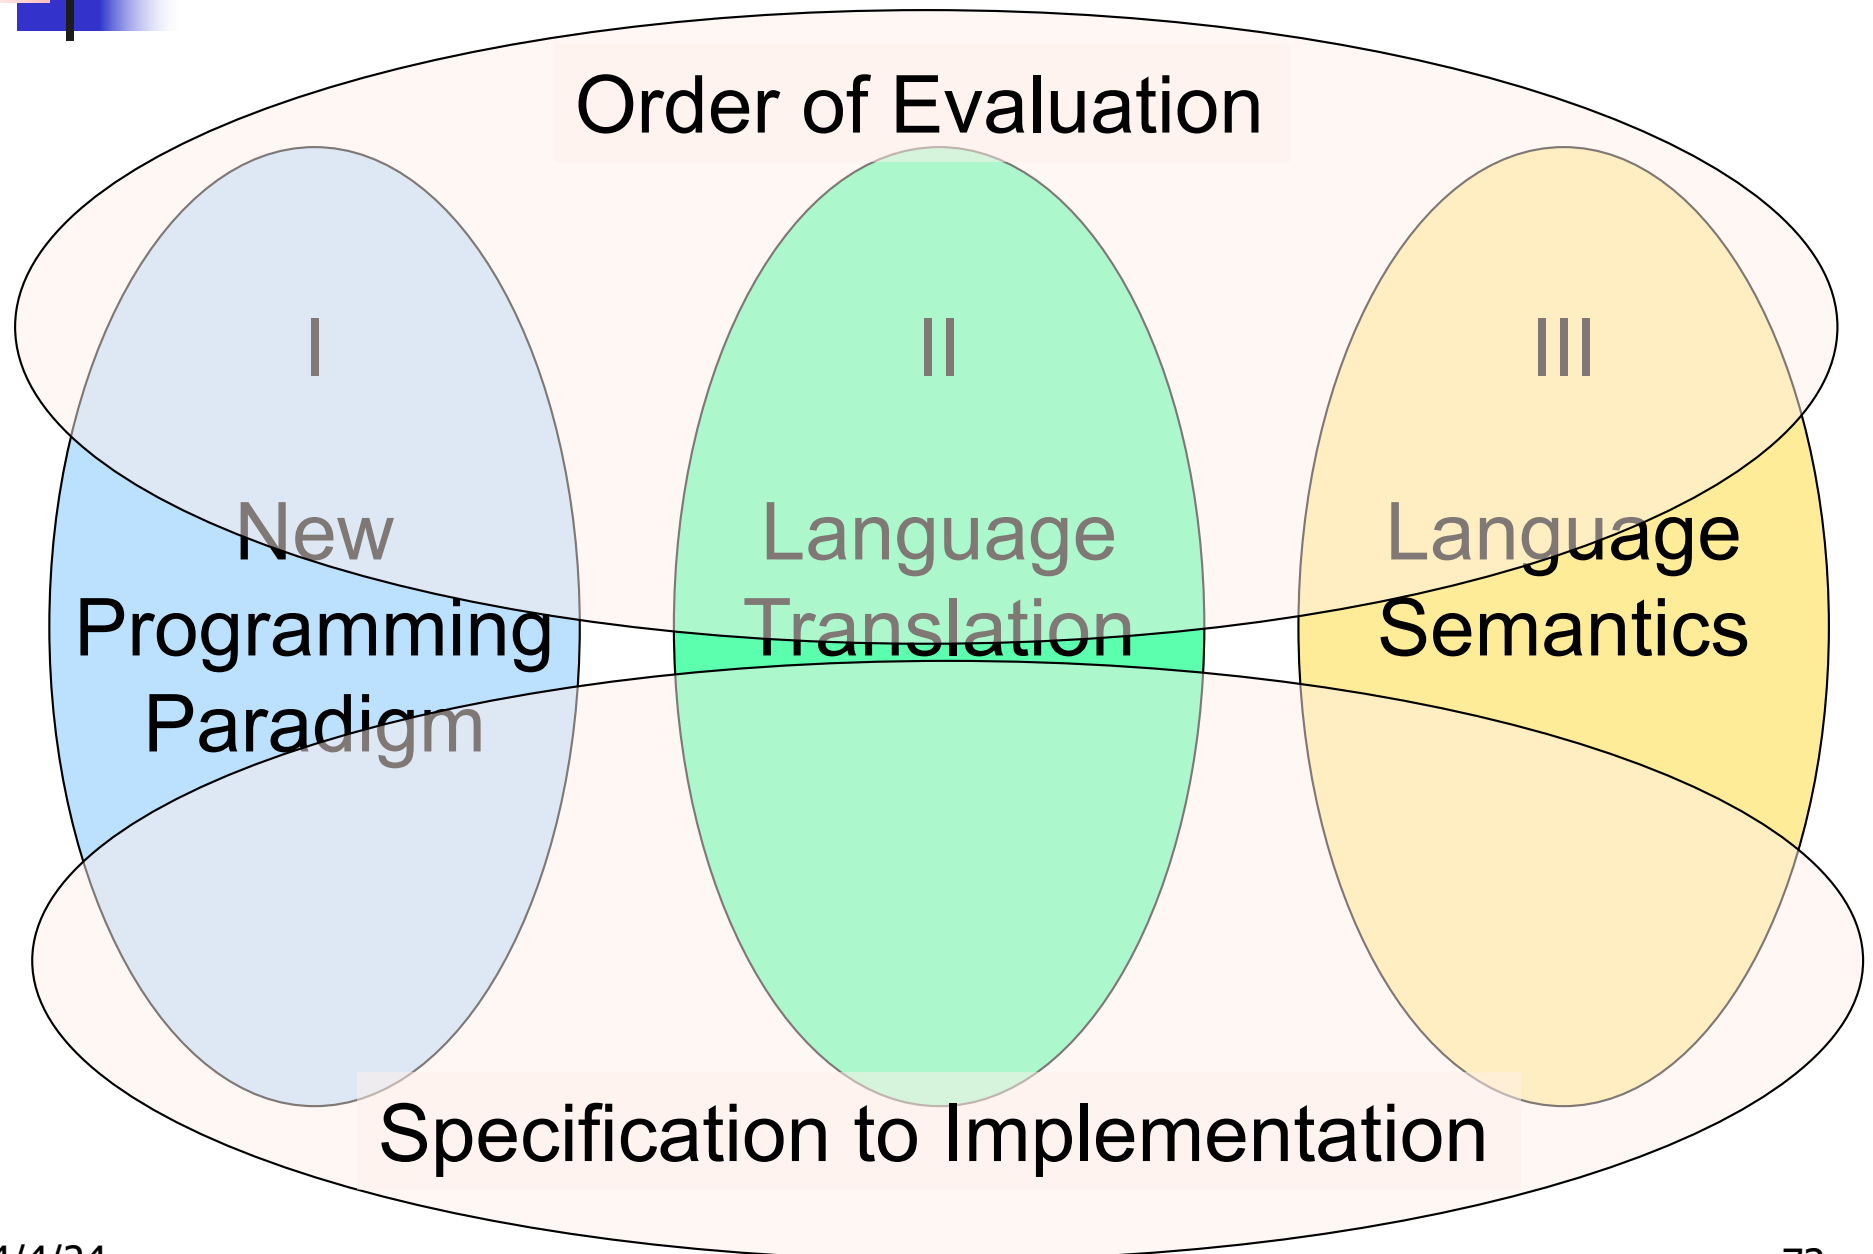 Order of Evaluation
I
II
III
New
Programming
Paradigm
Language
Translation
Language
Semantics
Specification to Implementation